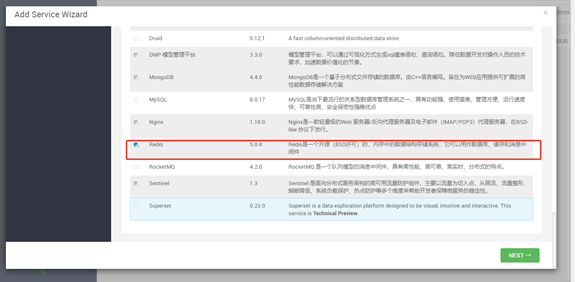 Add Service Wizard
×
Druid 0.12.1 A fast column-oriented distributed data store.
DMP-模型管理平台 3.3.0 模型管理平台，可以通过可视化方式生成sql建表语句、查询语句。降低数据开发对操作人员的技术
要求，加速数据价值化的节奏。
MongoDB 4.4.0 MongoDB是一个基于分布式文件存储的数据库。由C++语言编写。旨在为WEB应用提供可扩展的高
性能数据存储解决方案
MySQL 8.0.17 MySQL是当下最流行的关系型数据库管理系统之一，具有功能强、使用简单、管理方便、运行速度
快、可靠性高、安全保密性强等优点
Nginx 1.18.0 Nginx是一款轻量级的Web 服务器/反向代理服务器及电子邮件（IMAP/POP3）代理服务器，在BSD-
like 协议下发行。
Redis 5.0.4 Redis是一个开源（BSD许可）的，内存中的数据结构存储系统，它可以用作数据库、缓存和消息中
间件
RocketMQ 4.2.0 RocketMQ 是一个队列模型的消息中间件，具有高性能、高可靠、高实时、分布式的特点。
Sentinel 1.3 Sentinel 是面向分布式服务架构的高可用流量防护组件，主要以流量为切入点，从限流、流量整形、
熔断降级、系统负载保护、热点防护等多个维度来帮助开发者保障微服务的稳定性。
Superset 0.23.0 Superset is a data exploration platform designed to be visual, intuitive and interactive. This
service is Technical Preview.
NEXT →